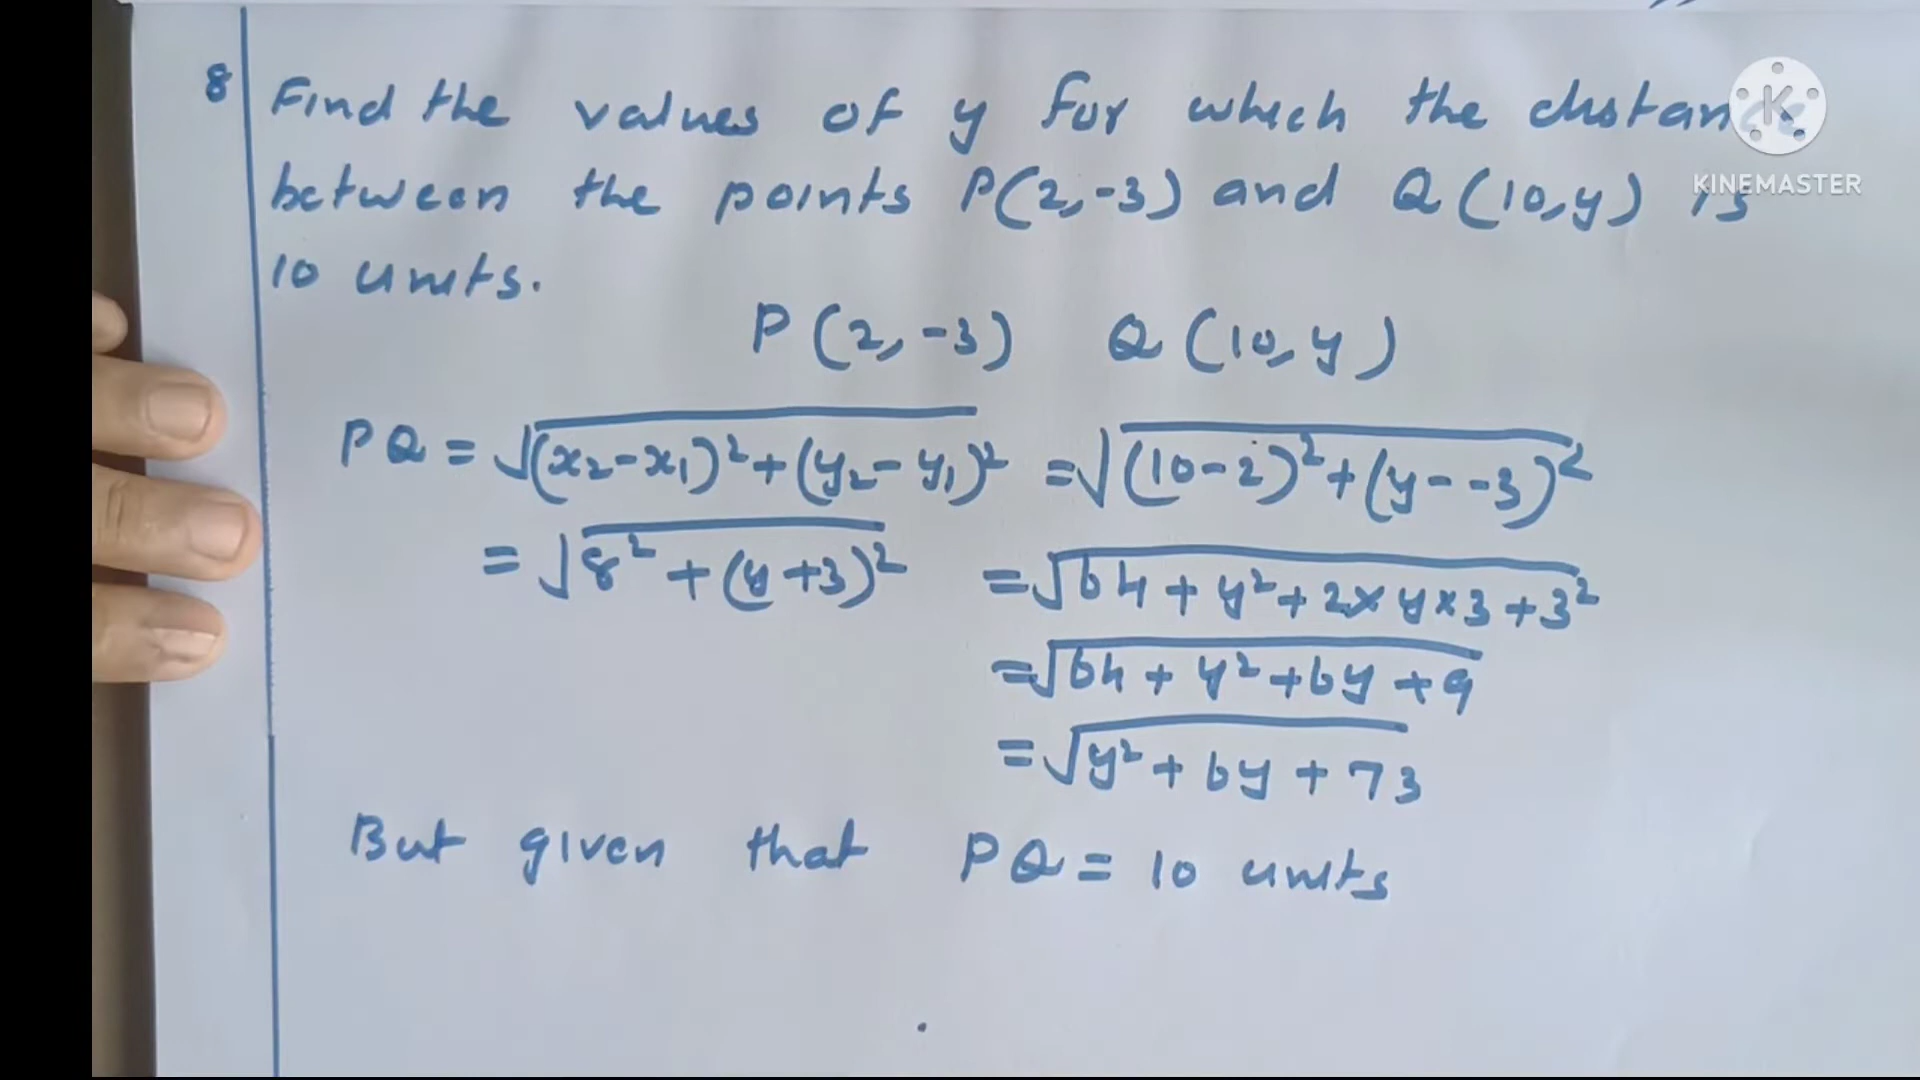 8 Find the values of y for which the distan
between the points P(2,-3) and Q(10,y) is
10 units.
P(2,-3) Q(10,y)
PQ = √(x₂-x₁)²+(y₂-y₁)² = √(10-2)²+(y--3)²
= √8²+(y+3)² = √64+y²+2×y×3+3²
= √64+y²+6y+9
= √y²+6y+73
But given that PQ = 10 units
K
KINEMASTER